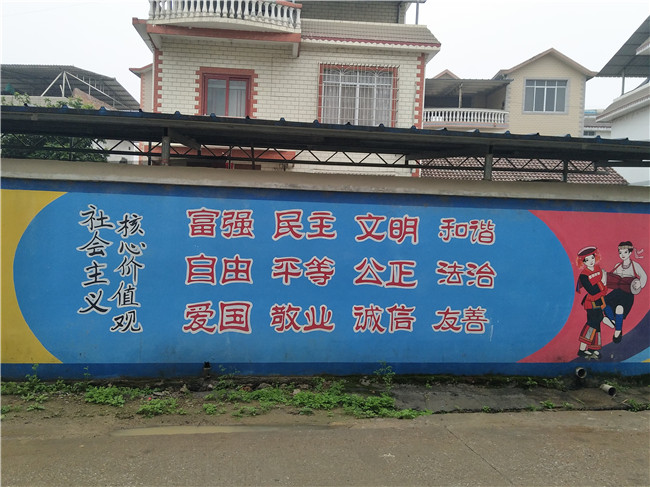 社会主义
核心价值观
富强 民主 文明 和谐
自由 平等 公正 法治
爱国 敬业 诚信 友善